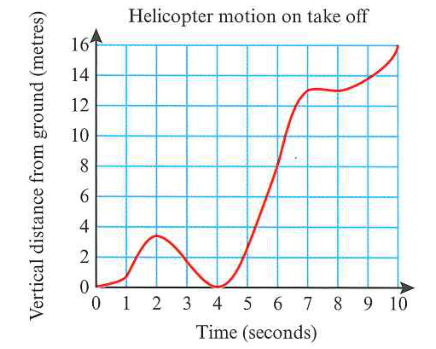 Helicopter motion on take off
Vertical distance from ground (metres)
16
14
12
10
8
6
4
2
0
0 1 2 3 4 5 6 7 8 9 10
Time (seconds)